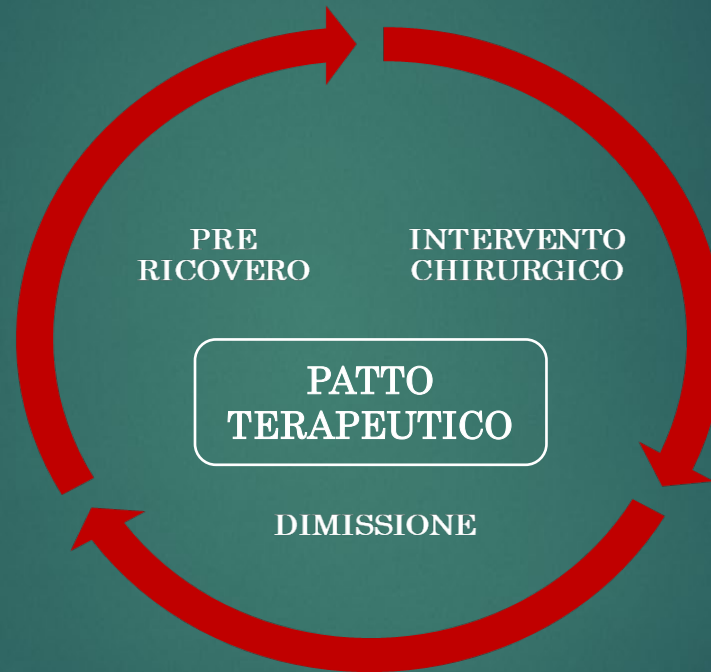 PRE
RICOVERO
INTERVENTO
CHIRURGICO
PATTO
TERAPEUTICO
DIMISSIONE